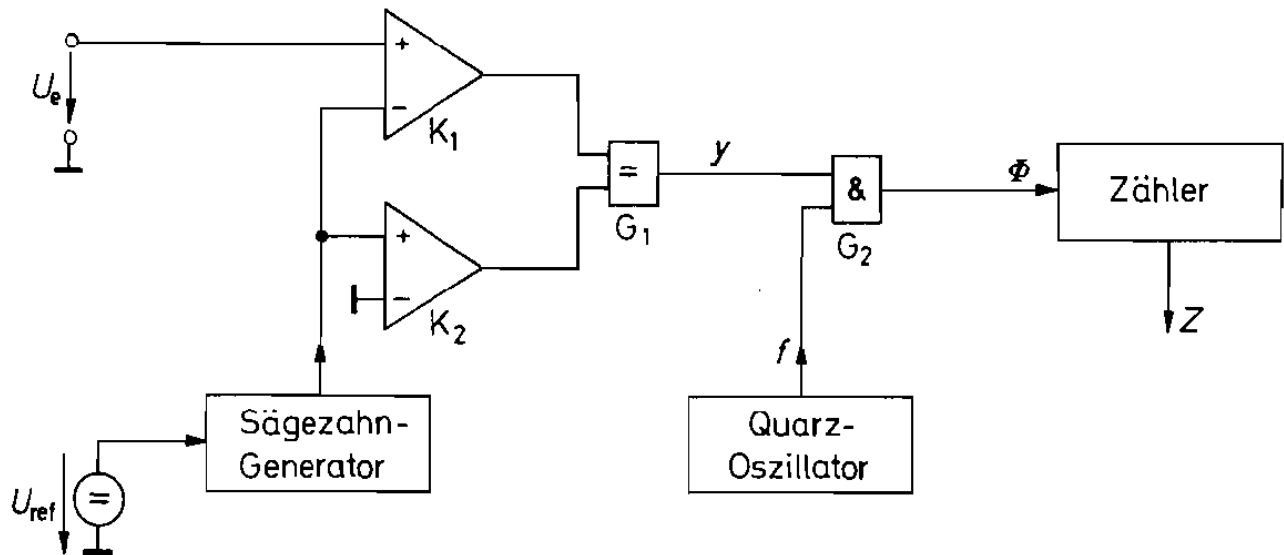 U_e
+
−
K_1
=
G_1
y
&
G_2
Φ
Zähler
Z
+
−
K_2
f
Sägezahn-
Generator
Quarz-
Oszillator
U_ref
=